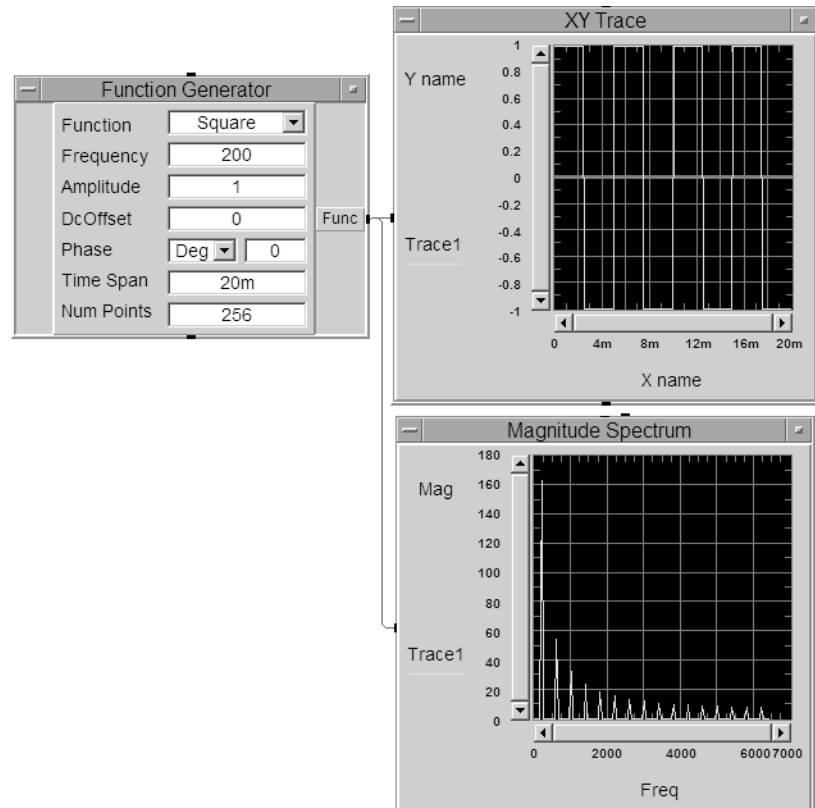 Function Generator
Function
Square
Frequency
200
Amplitude
1
DcOffset
0
Phase
Deg
0
Time Span
20m
Num Points
256
Func
XY Trace
Y name
Trace1
1
0.8
0.6
0.4
0.2
0
-0.2
-0.4
-0.6
-0.8
-1
0 4m 8m 12m 16m 20m
X name
Magnitude Spectrum
Mag
Trace1
180
160
140
120
100
80
60
40
20
0
0 2000 4000 6000 7000
Freq